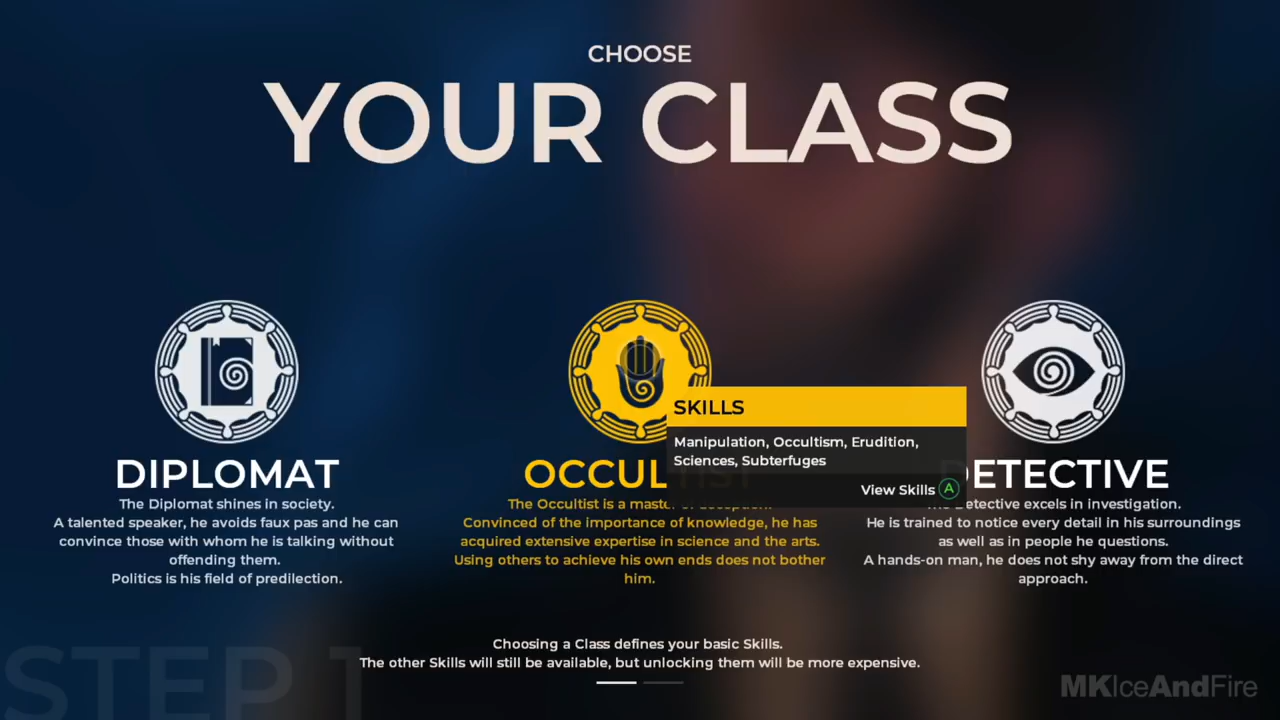 CHOOSE
YOUR CLASS
SKILLS
Manipulation, Occultism, Erudition,
Sciences, Subterfuges
View Skills A
DIPLOMAT
The Diplomat shines in society.
A talented speaker, he avoids faux pas and he can
convince those with whom he is talking without
offending them.
Politics is his field of predilection.
OCCULTIST
The Occultist is a master of deception.
Convinced of the importance of knowledge, he has
acquired extensive expertise in science and the arts.
Using others to achieve his own ends does not bother
him.
DETECTIVE
The Detective excels in investigation.
He is trained to notice every detail in his surroundings
as well as in people he questions.
A hands-on man, he does not shy away from the direct
approach.
Choosing a Class defines your basic Skills.
The other Skills will still be available, but unlocking them will be more expensive.
STEP 1
MKIceAndFire